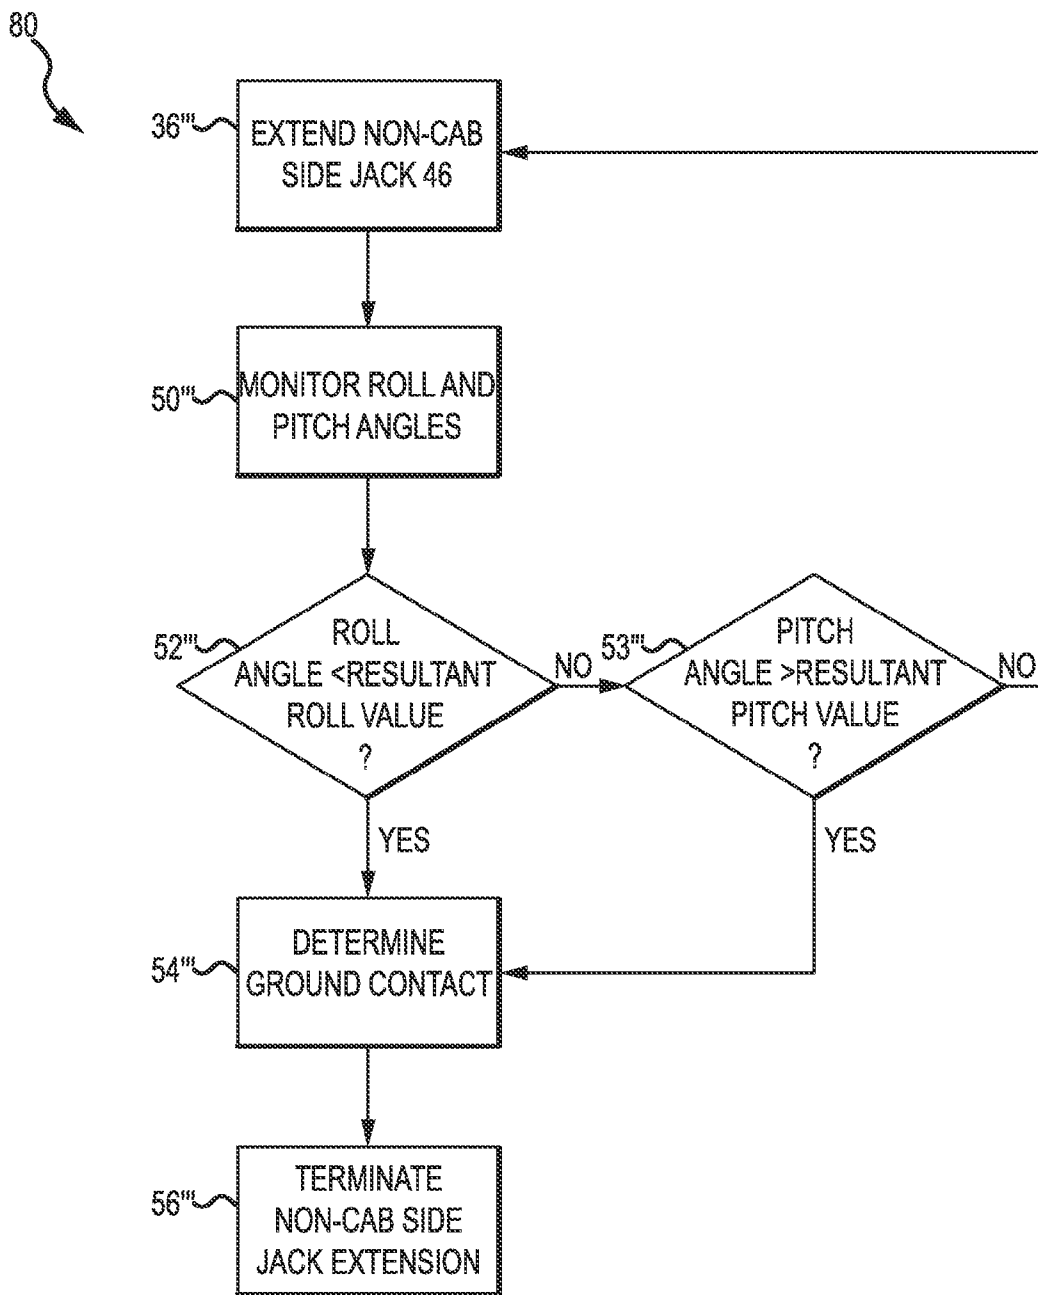 80
36'''
EXTEND NON-CAB
SIDE JACK 46
50'''
MONITOR ROLL AND
PITCH ANGLES
52'''
ROLL
ANGLE <RESULTANT
ROLL VALUE
?
NO
53'''
PITCH
ANGLE >RESULTANT
PITCH VALUE
?
NO
YES
YES
54'''
DETERMINE
GROUND CONTACT
56'''
TERMINATE
NON-CAB SIDE
JACK EXTENSION